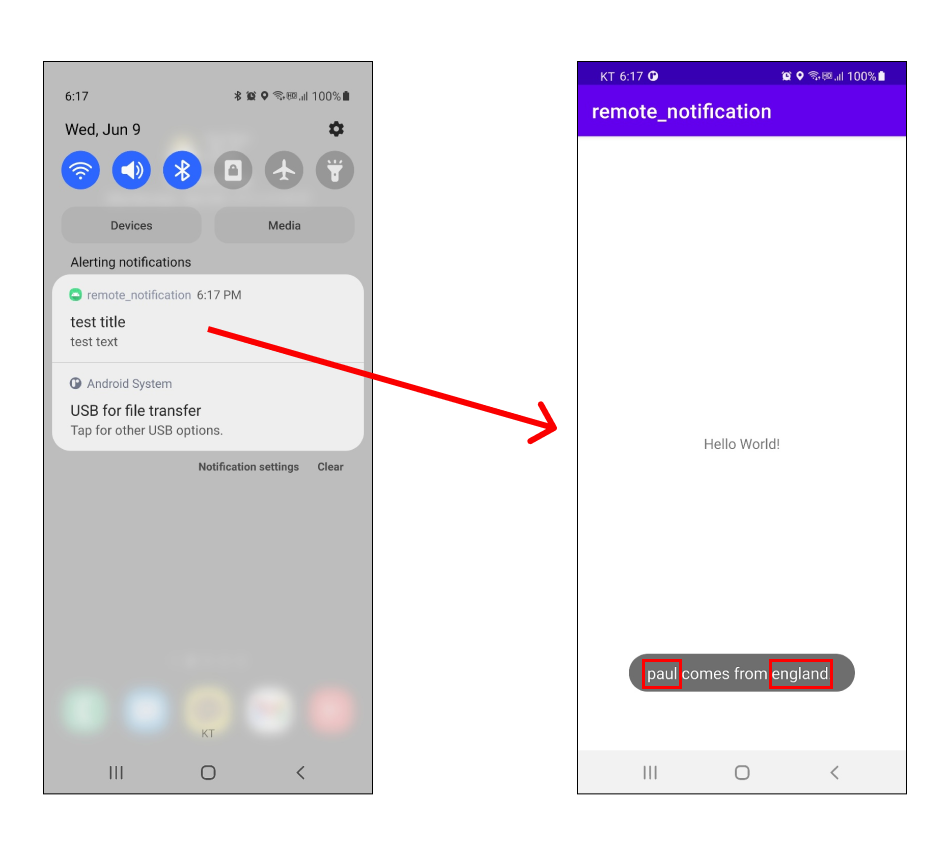 6:17 100%
Wed, Jun 9
Devices Media
Alerting notifications
remote_notification 6:17 PM
test title
test text
Android System
USB for file transfer
Tap for other USB options.
Notification settings Clear
KT
KT 6:17 100%
remote_notification
Hello World!
paul comes from england